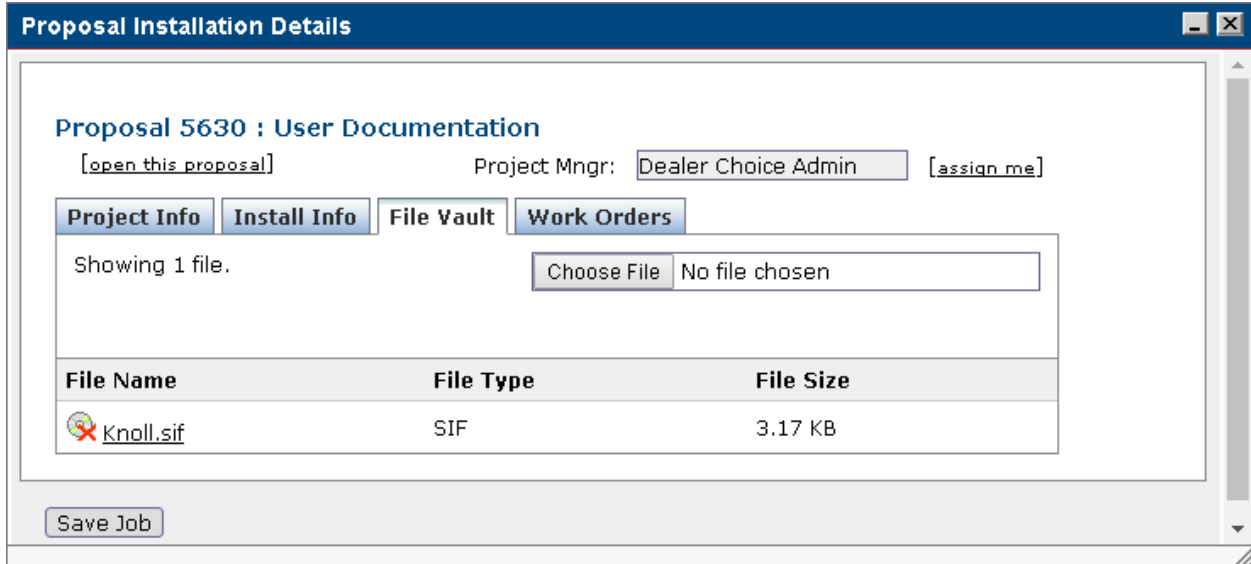 Proposal Installation Details
Proposal 5630 : User Documentation
[open this proposal] Project Mngr: Dealer Choice Admin [assign me]
Project Info Install Info File Vault Work Orders
Showing 1 file. Choose File No file chosen
File Name File Type File Size
Knoll.sif SIF 3.17 KB
Save Job